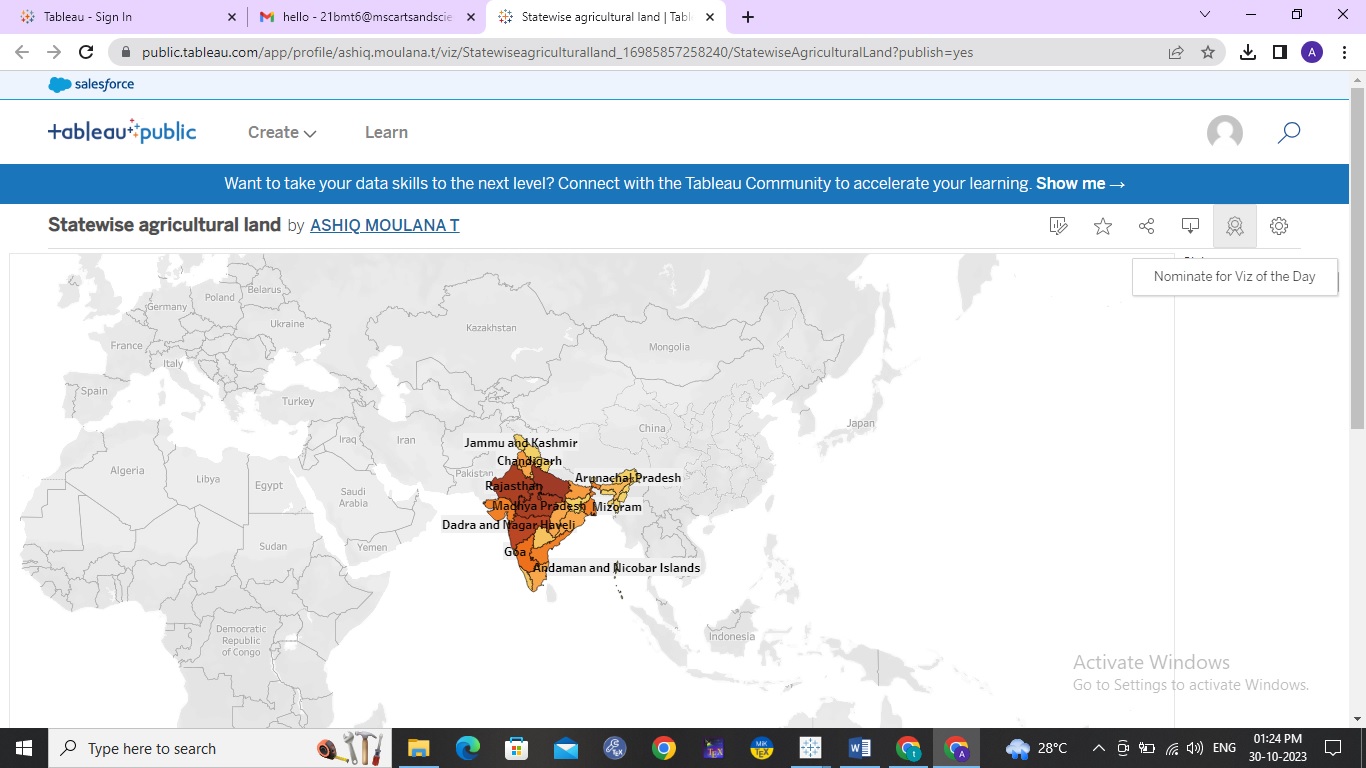 Tableau - Sign In
hello - 21bmt6@mscartsandscie
Statewise agricultural land | Tabl
public.tableau.com/app/profile/ashiq.moulana.t/viz/Statewiseagriculturalland_16985857258240/StatewiseAgriculturalLand?publish=yes
A
salesforce
tableau public
Create
Learn
Want to take your data skills to the next level? Connect with the Tableau Community to accelerate your learning. Show me →
Statewise agricultural land by ASHIQ MOULANA T
Nominate for Viz of the Day
Belarus
Poland
Germany
Ukraine
France
Italy
Spain
Turkey
Kazakhstan
Mongolia
China
Japan
Iraq
Iran
Pakistan
Algeria
Libya
Egypt
Saudi
Arabia
Sudan
Yemen
Democratic
Republic
of Congo
Indonesia
Jammu and Kashmir
Chandigarh
Rajasthan
Arunachal Pradesh
Madhya Pradesh
Mizoram
Dadra and Nagar Haveli
Goa
Andaman and Nicobar Islands
Activate Windows
Go to Settings to activate Windows.
Type here to search
28°C
ENG
01:24 PM
30-10-2023